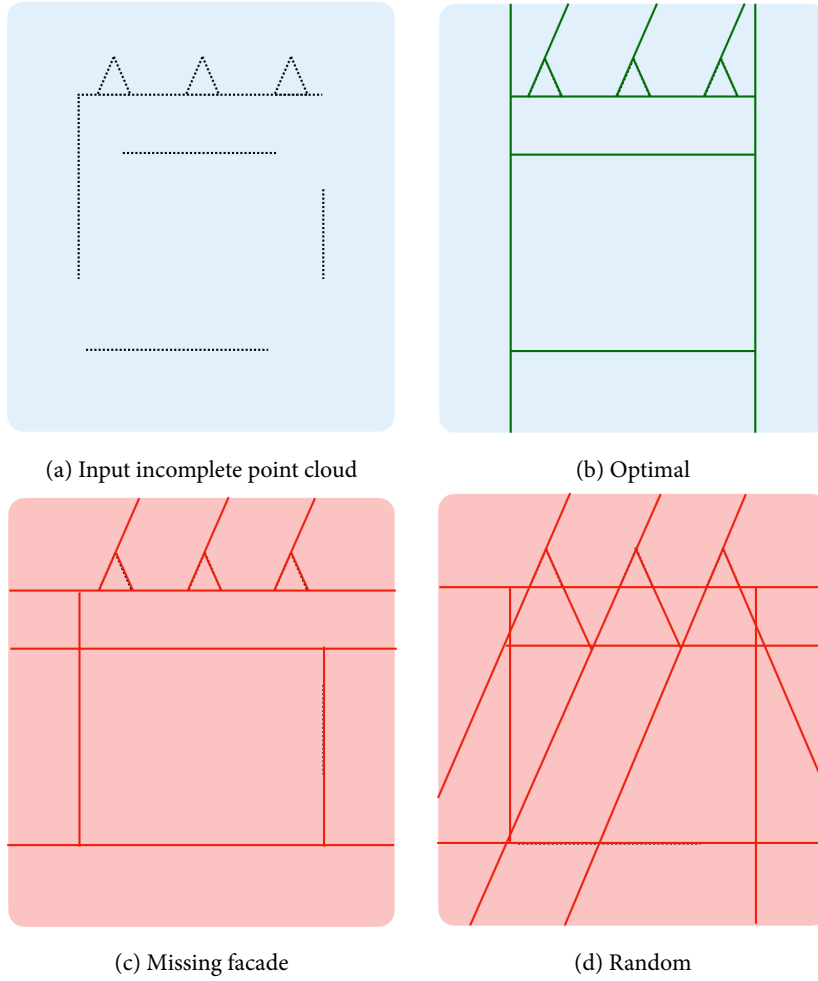 (a) Input incomplete point cloud
(b) Optimal
(c) Missing facade
(d) Random